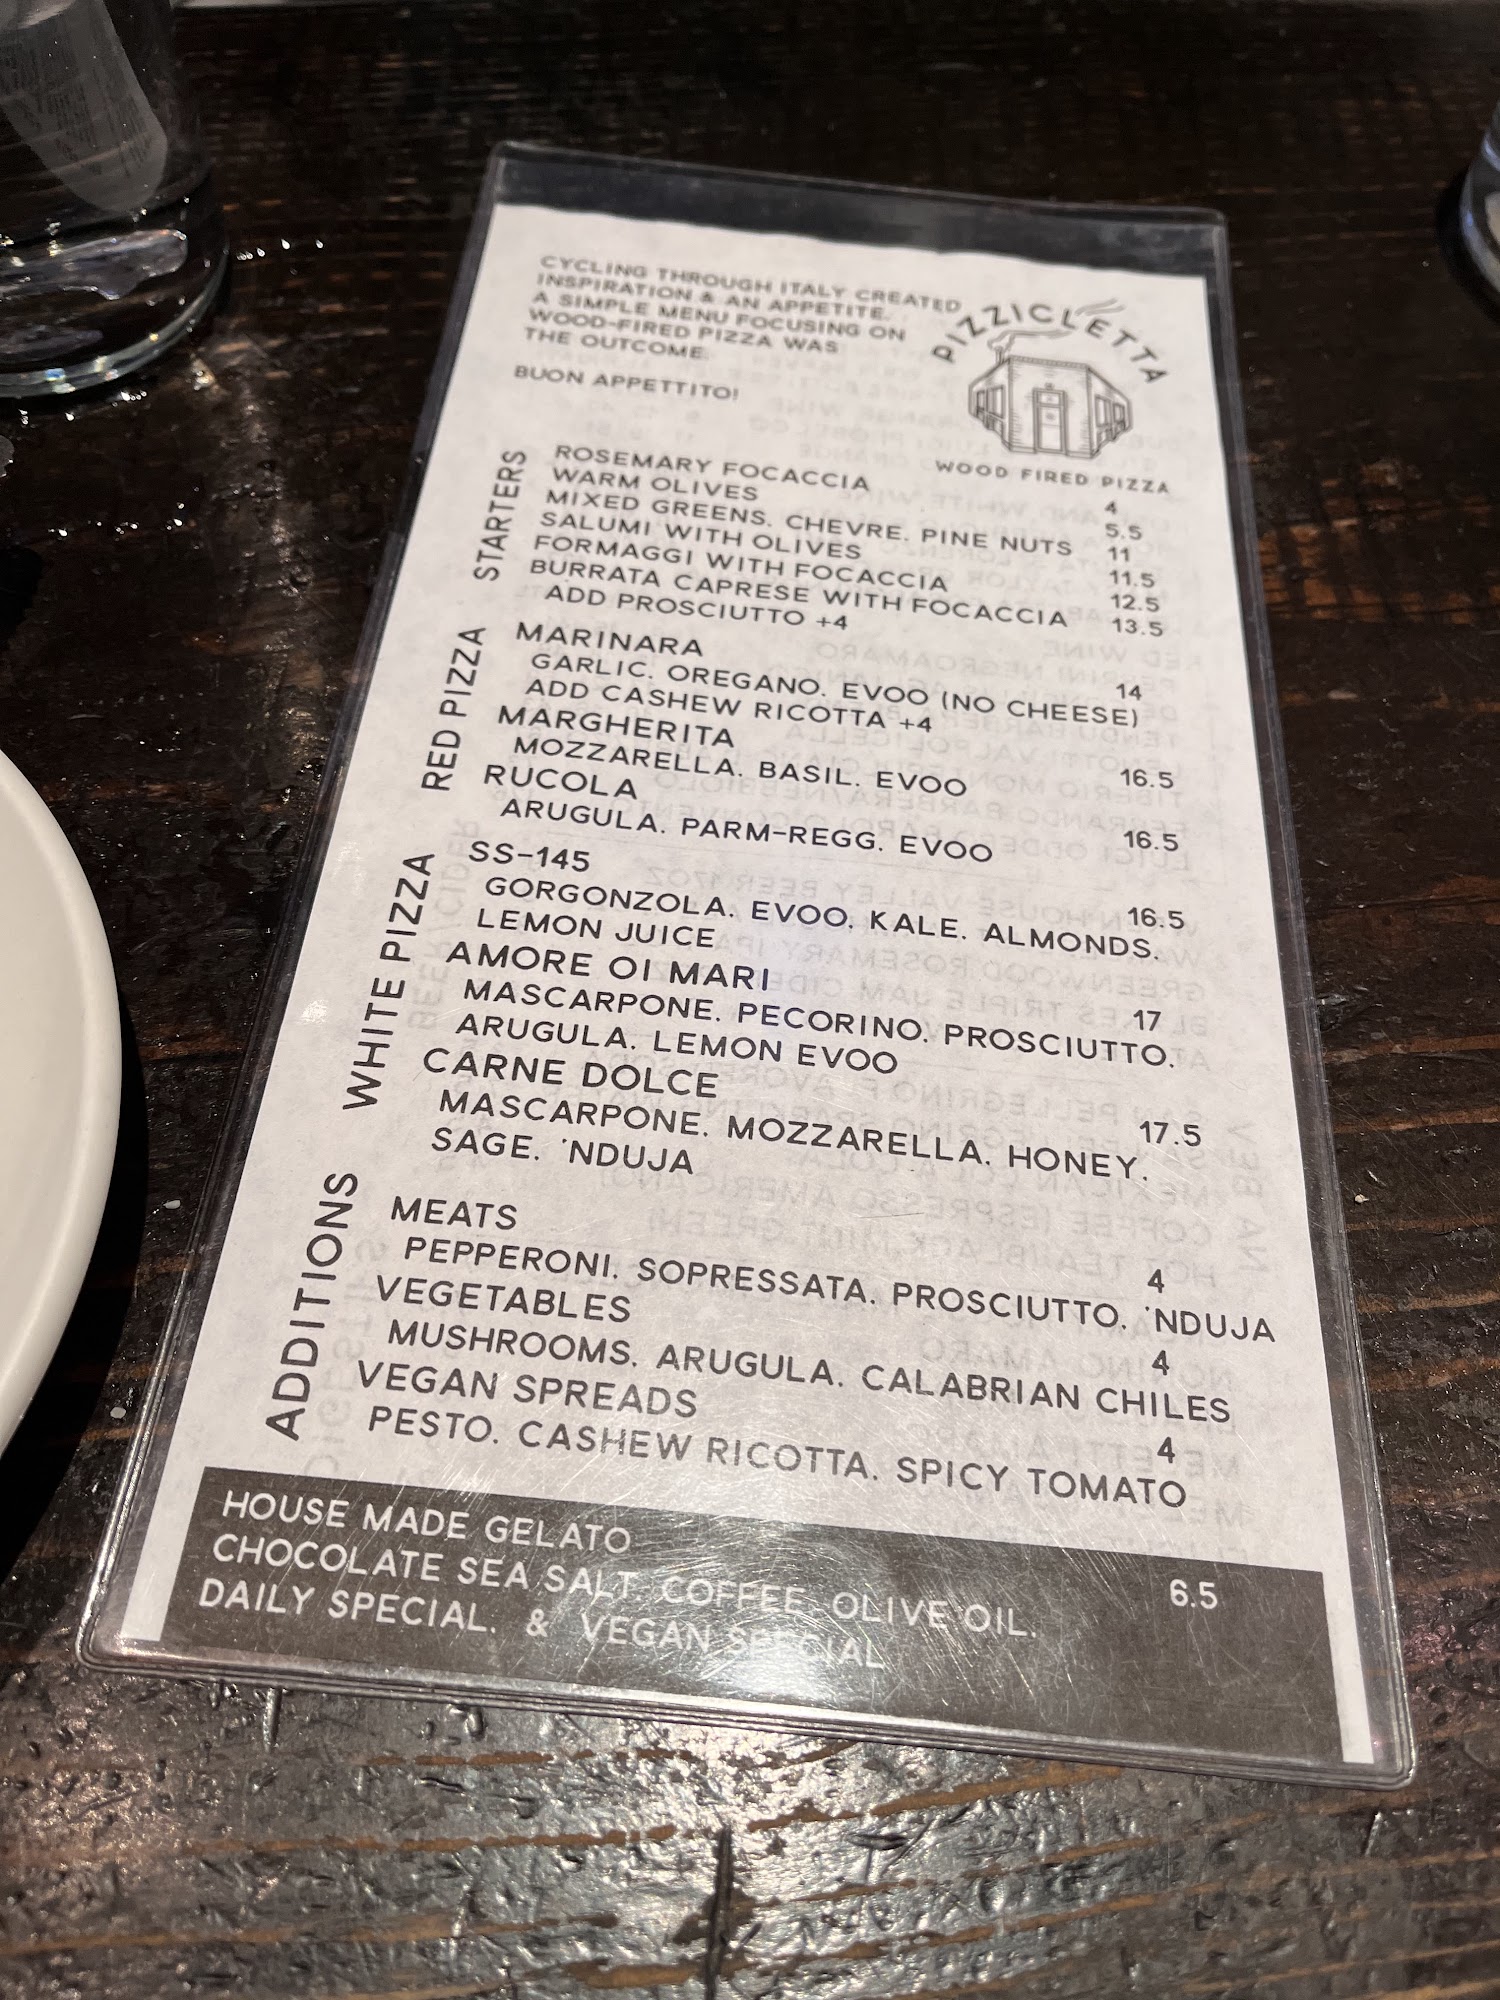 CYCLING THROUGH ITALY CREATED
INSPIRATION & AN APPETITE.
A SIMPLE MENU FOCUSING ON
WOOD-FIRED PIZZA WAS
THE OUTCOME.
BUON APPETTITO!
PIZZICLETTA
WOOD FIRED PIZZA
STARTERS
ROSEMARY FOCACCIA 4
WARM OLIVES 5.5
MIXED GREENS, CHEVRE, PINE NUTS 11
SALUMI WITH OLIVES 11.5
FORMAGGI WITH FOCACCIA 12.5
BURRATA CAPRESE WITH FOCACCIA 13.5
ADD PROSCIUTTO +4
RED PIZZA
MARINARA 14
GARLIC, OREGANO, EVOO (NO CHEESE)
ADD CASHEW RICOTTA +4
MARGHERITA 16.5
MOZZARELLA, BASIL, EVOO
RUCOLA 16.5
ARUGULA, PARM-REGG, EVOO
WHITE PIZZA
SS-145 16.5
GORGONZOLA, EVOO, KALE, ALMONDS,
LEMON JUICE
AMORE OI MARI 17
MASCARPONE, PECORINO, PROSCIUTTO,
ARUGULA, LEMON EVOO
CARNE DOLCE 17.5
MASCARPONE, MOZZARELLA, HONEY,
SAGE, 'NDUJA
ADDITIONS
MEATS 4
PEPPERONI, SOPRESSATA, PROSCIUTTO, 'NDUJA
VEGETABLES 4
MUSHROOMS, ARUGULA, CALABRIAN CHILES
VEGAN SPREADS 4
PESTO, CASHEW RICOTTA, SPICY TOMATO
HOUSE MADE GELATO 6.5
CHOCOLATE SEA SALT, COFFEE, OLIVE OIL,
DAILY SPECIAL, & VEGAN SPECIAL